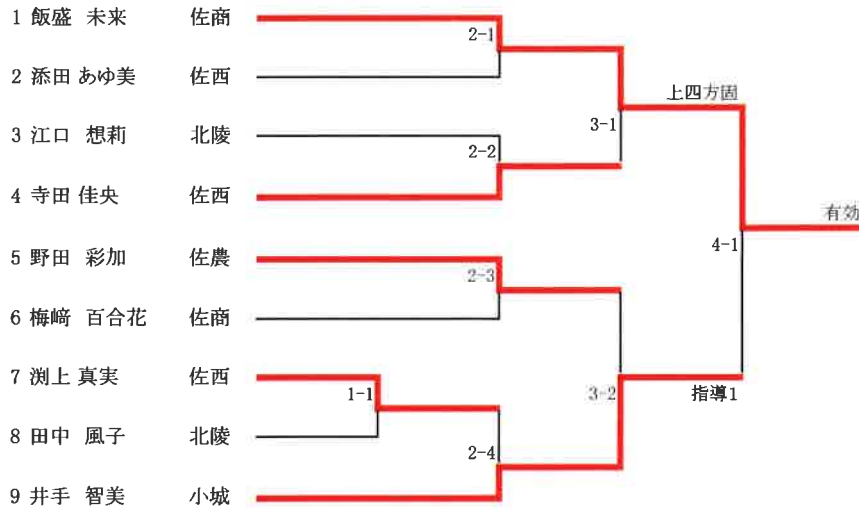 1 飯盛 未来 佐商
2-1
2 添田 あゆ美 佐西
上四方固
3 江口 想莉 北陵
3-1
2-2
4 寺田 佳央 佐西
有効
4-1
5 野田 彩加 佐農
2-3
6 梅﨑 百合花 佐商
7 渕上 真実 佐西
1-1
3-2
指導1
8 田中 風子 北陵
2-4
9 井手 智美 小城